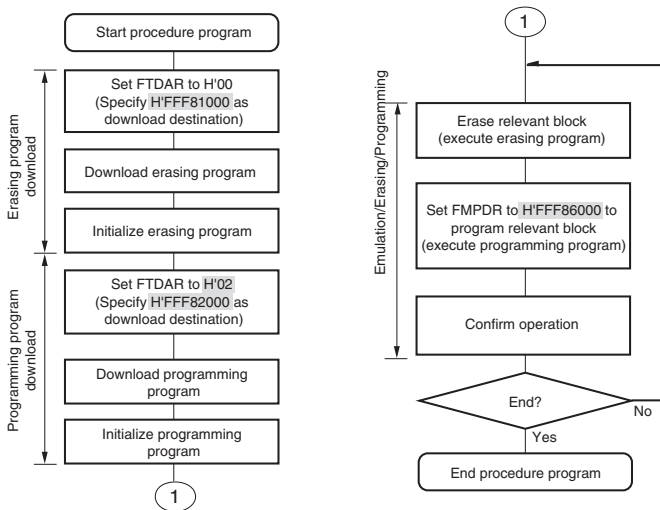 Start procedure program
Erasing program
download
Set FTDAR to H'00
(Specify H'FFF81000 as
download destination)
Download erasing program
Initialize erasing program
Programming program
download
Set FTDAR to H'02
(Specify H'FFF82000 as
download destination)
Download programming
program
Initialize programming
program
1
1
Emulation/Erasing/Programming
Erase relevant block
(execute erasing program)
Set FMPDR to H'FFF86000 to
program relevant block
(execute programming program)
Confirm operation
End?
No
Yes
End procedure program